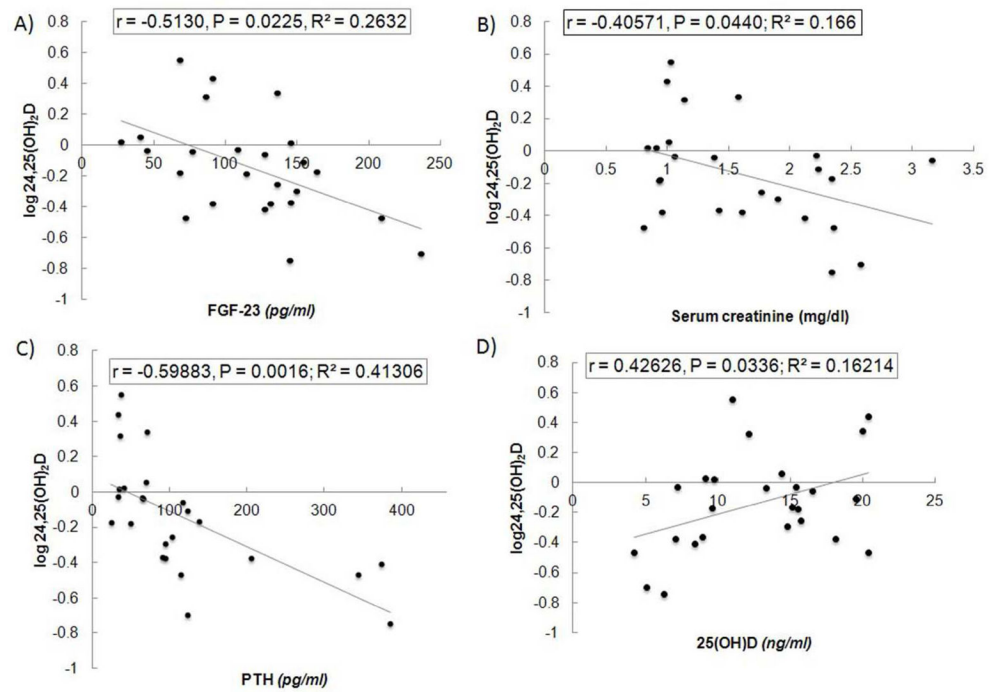 A)
r = -0.5130, P = 0.0225, R² = 0.2632
0.8
0.6
0.4
0.2
0
-0.2
-0.4
-0.6
-0.8
-1
0 50 100 150 200 250
log24,25(OH)₂D
FGF-23 (pg/ml)
B)
r = -0.40571, P = 0.0440; R² = 0.166
0.8
0.6
0.4
0.2
0
-0.2
-0.4
-0.6
-0.8
-1
0 0.5 1 1.5 2 2.5 3 3.5
log24,25(OH)₂D
Serum creatinine (mg/dl)
C)
r = -0.59883, P = 0.0016; R² = 0.41306
0.8
0.6
0.4
0.2
0
-0.2
-0.4
-0.6
-0.8
-1
0 100 200 300 400
log24,25(OH)₂D
PTH (pg/ml)
D)
r = 0.42626, P = 0.0336; R² = 0.16214
0.8
0.6
0.4
0.2
0
-0.2
-0.4
-0.6
-0.8
-1
0 5 10 15 20 25
log24,25(OH)₂D
25(OH)D (ng/ml)